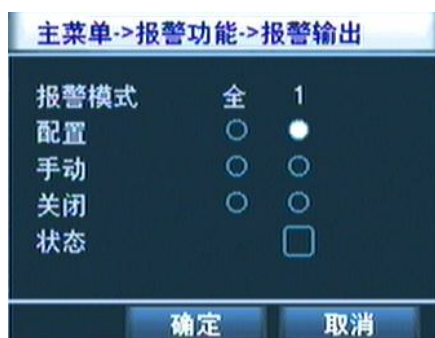 主菜单->报警功能->报警输出
报警模式 全 1
配置
手动
关闭
状态
确定 取消